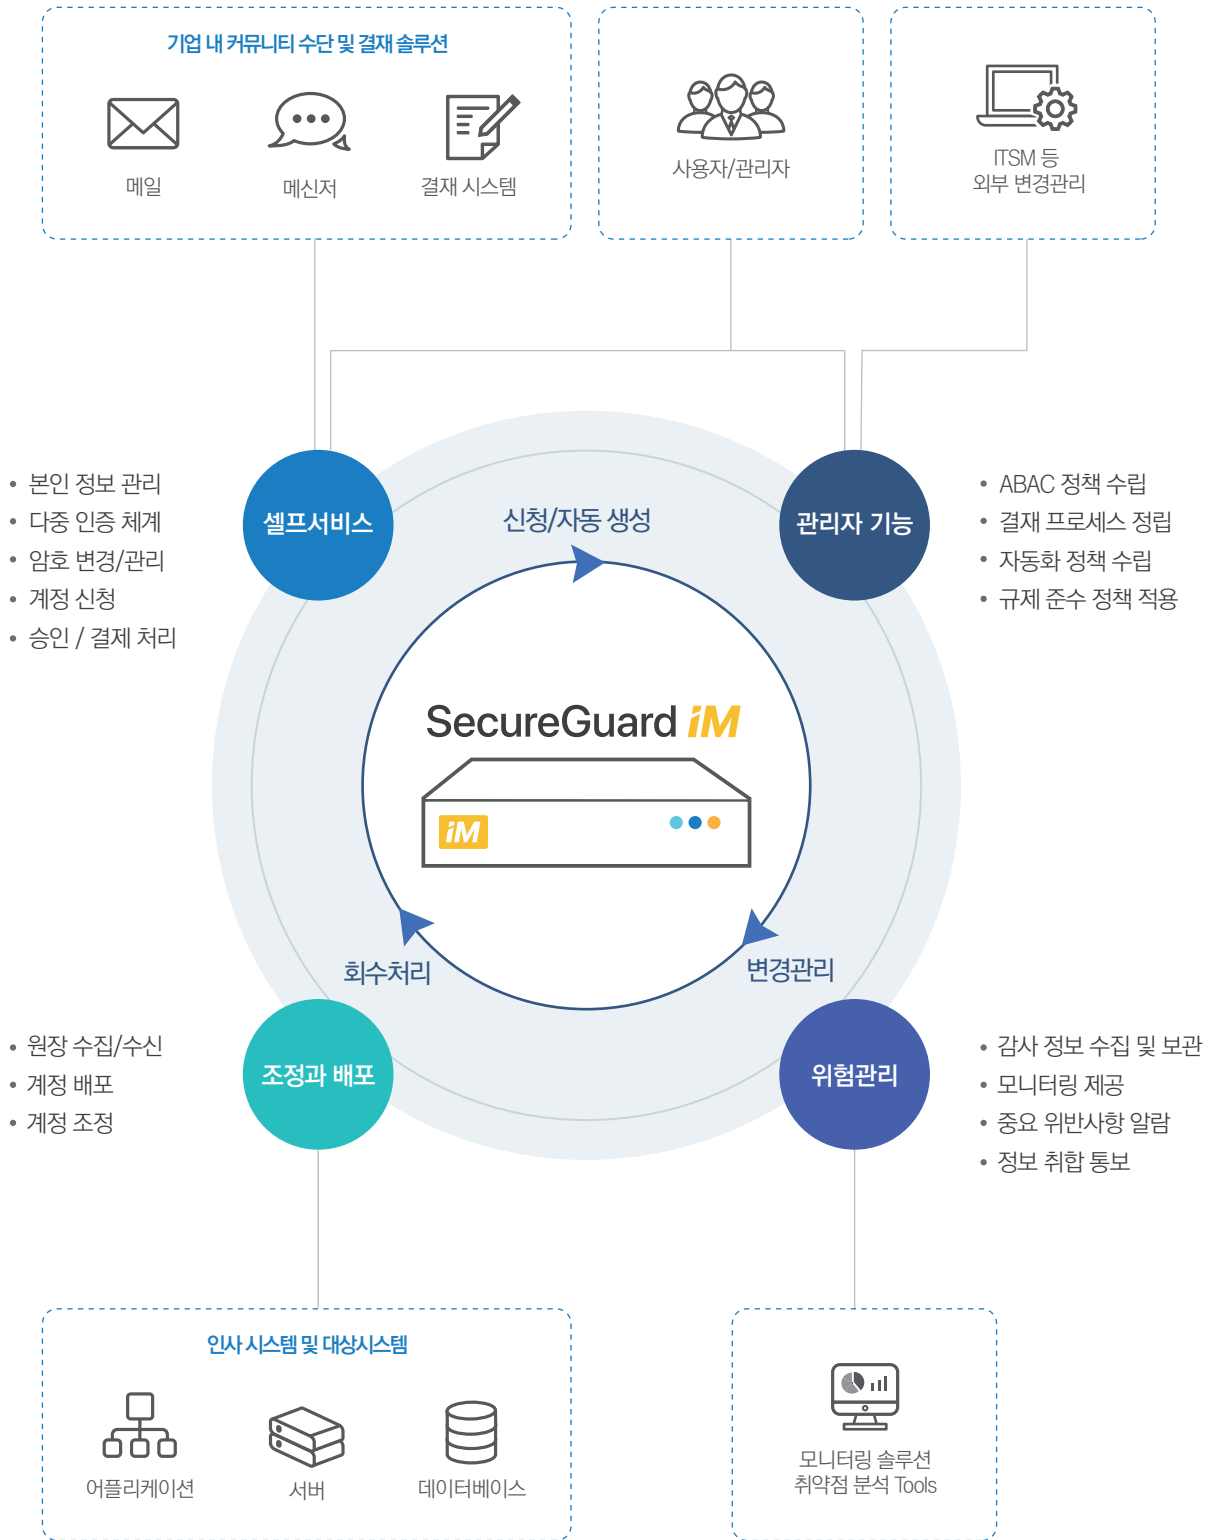 기업 내 커뮤니티 수단 및 결재 솔루션
메일
메신저
결재 시스템
사용자/관리자
ITSM 등
외부 변경관리
• 본인 정보 관리
• 다중 인증 체계
• 암호 변경/관리
• 계정 신청
• 승인 / 결제 처리
셀프서비스
신청/자동 생성
관리자 기능
• ABAC 정책 수립
• 결재 프로세스 정립
• 자동화 정책 수립
• 규제 준수 정책 적용
SecureGuard iM
iM
회수처리
변경관리
• 원장 수집/수신
• 계정 배포
• 계정 조정
조정과 배포
위험관리
• 감사 정보 수집 및 보관
• 모니터링 제공
• 중요 위반사항 알람
• 정보 취합 통보
인사 시스템 및 대상시스템
어플리케이션
서버
데이터베이스
모니터링 솔루션
취약점 분석 Tools